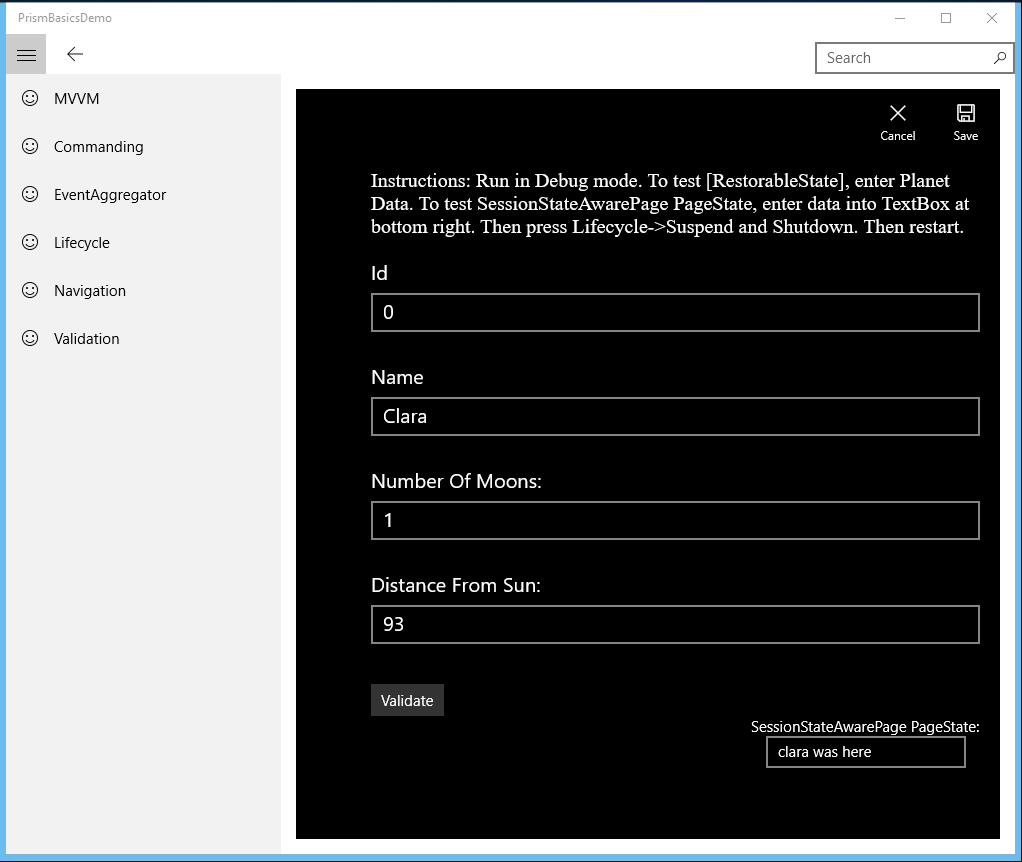 PrismBasicsDemo
Search
MVVM
Commanding
EventAggregator
Lifecycle
Navigation
Validation
Cancel
Save
Instructions: Run in Debug mode. To test [RestorableState], enter Planet
Data. To test SessionStateAwarePage PageState, enter data into TextBox at
bottom right. Then press Lifecycle->Suspend and Shutdown. Then restart.
Id
0
Name
Clara
Number Of Moons:
1
Distance From Sun:
93
Validate
SessionStateAwarePage PageState:
clara was here